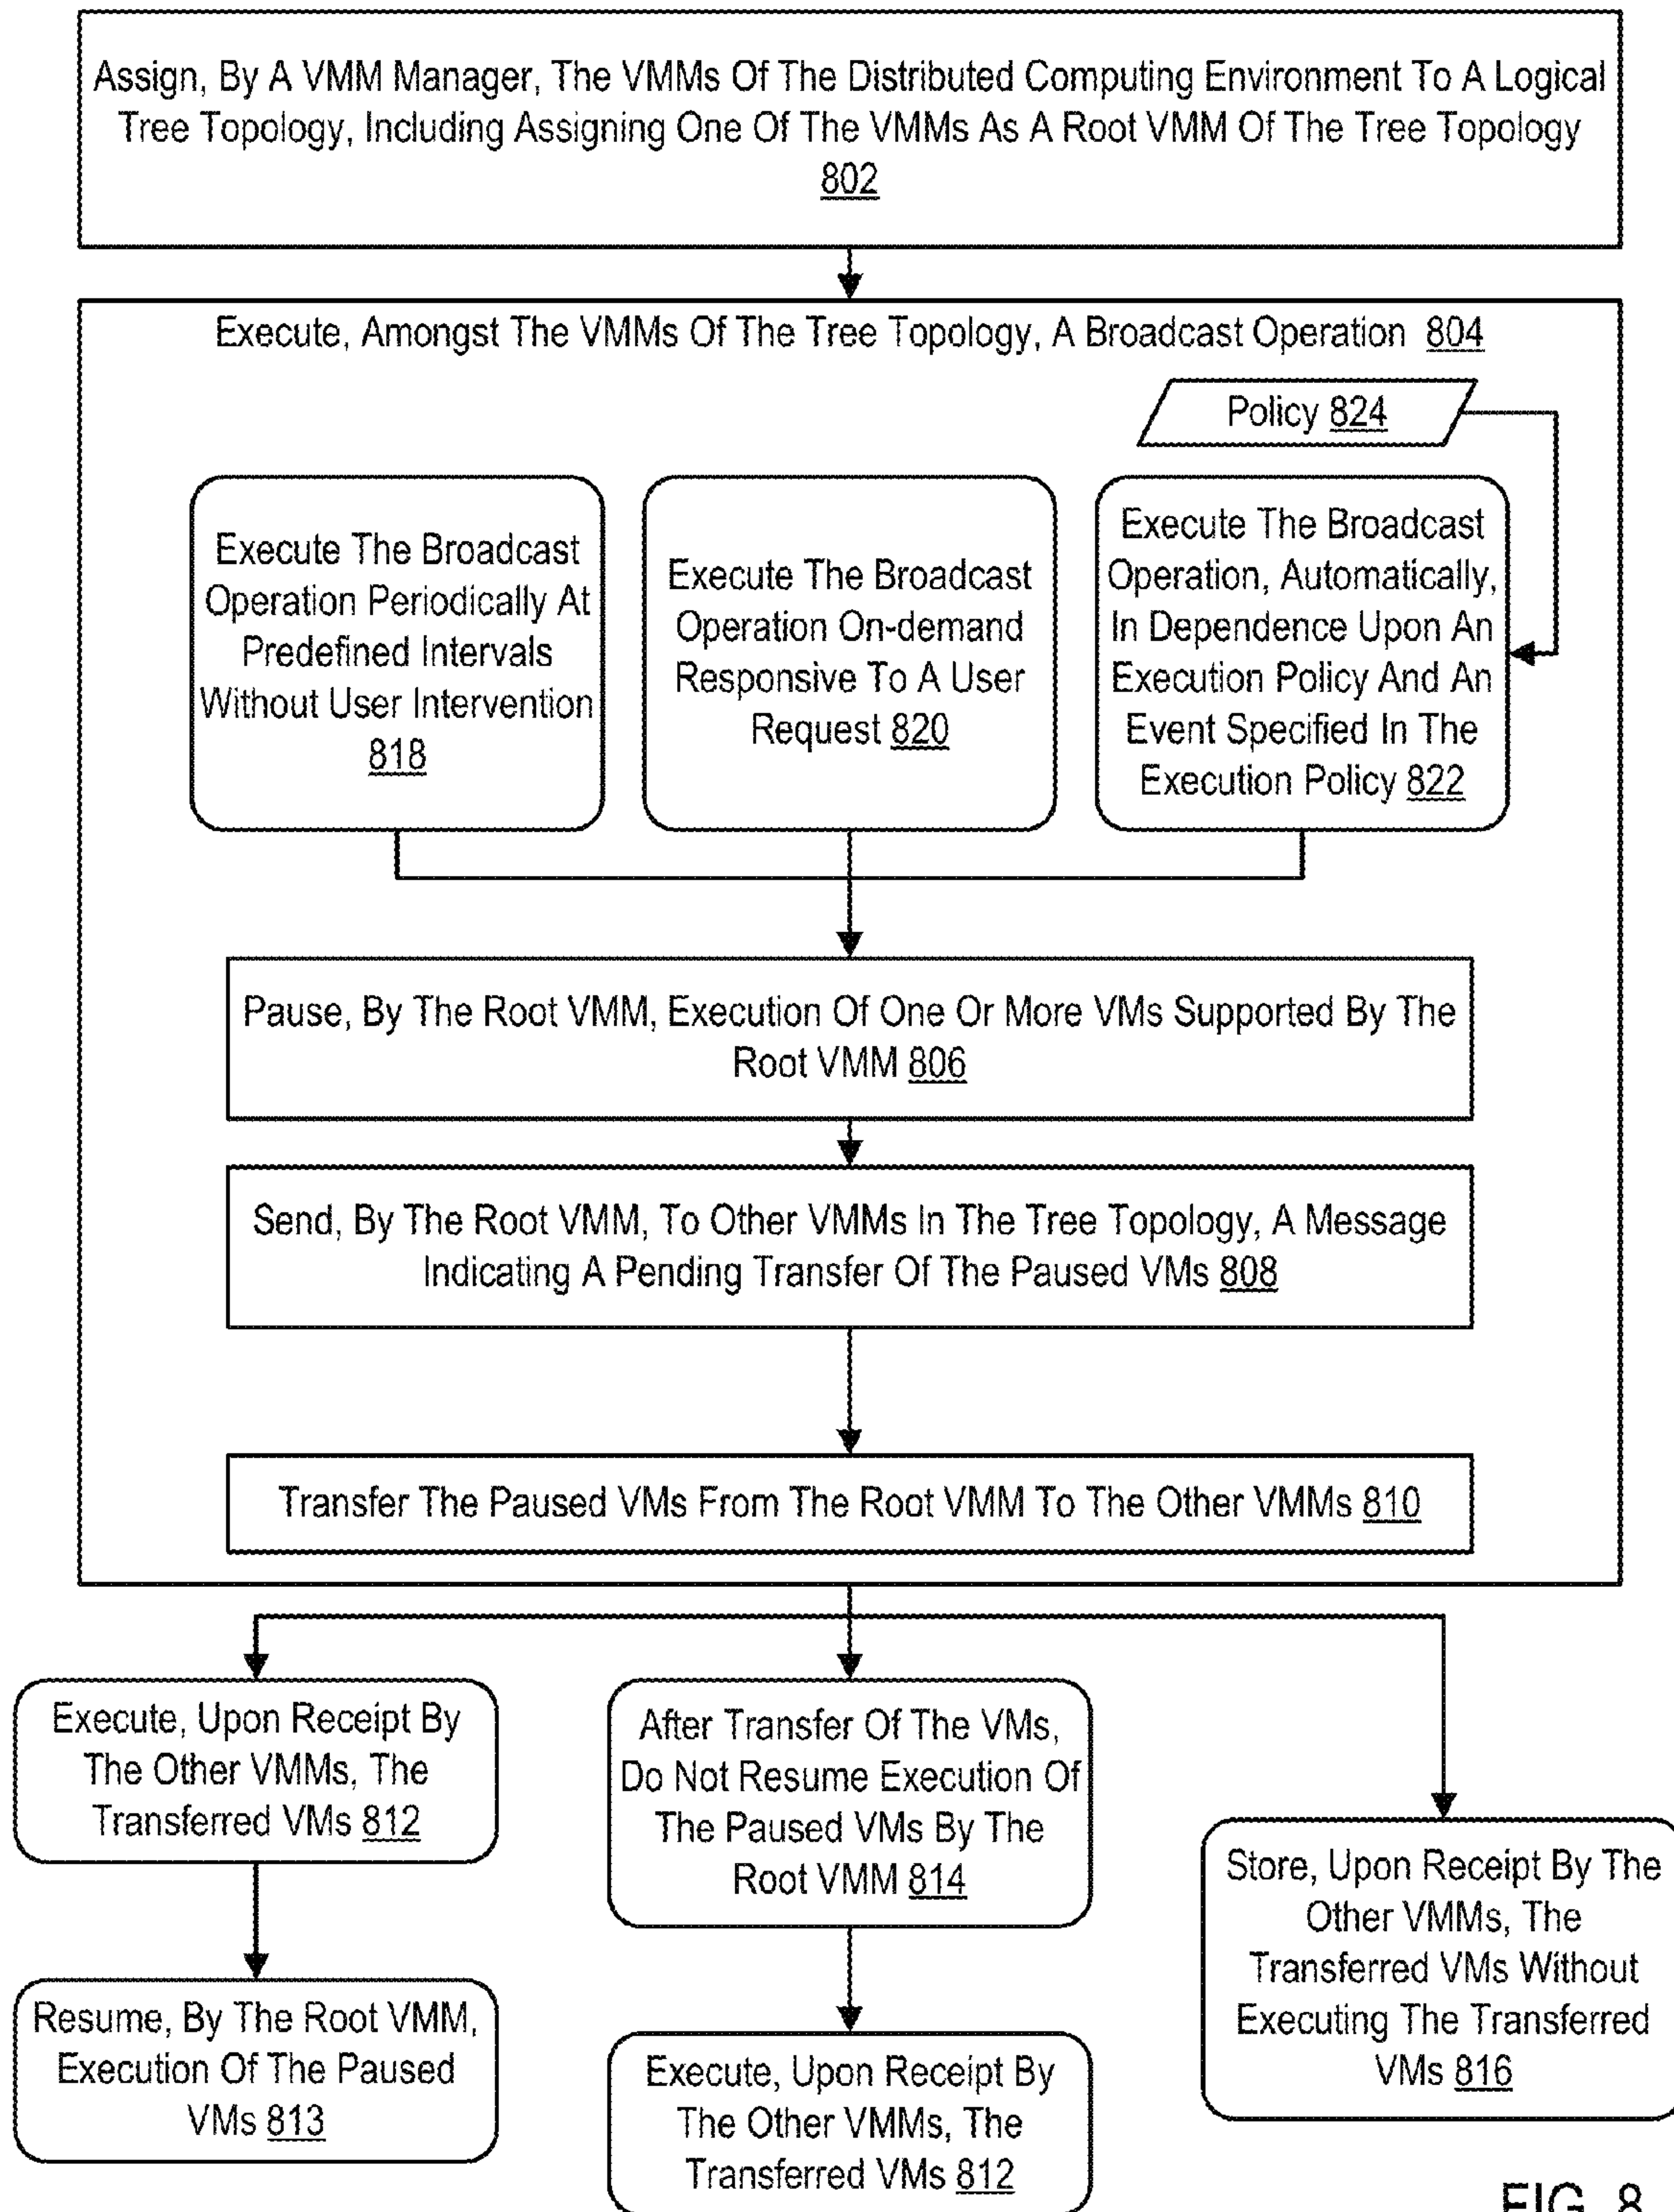 Assign, By A VMM Manager, The VMMs Of The Distributed Computing Environment To A Logical
Tree Topology, Including Assigning One Of The VMMs As A Root VMM Of The Tree Topology
802
Execute, Amongst The VMMs Of The Tree Topology, A Broadcast Operation 804
Policy 824
Execute The Broadcast
Operation Periodically At
Predefined Intervals
Without User Intervention
818
Execute The Broadcast
Operation On-demand
Responsive To A User
Request 820
Execute The Broadcast
Operation, Automatically,
In Dependence Upon An
Execution Policy And An
Event Specified In The
Execution Policy 822
Pause, By The Root VMM, Execution Of One Or More VMs Supported By The
Root VMM 806
Send, By The Root VMM, To Other VMMs In The Tree Topology, A Message
Indicating A Pending Transfer Of The Paused VMs 808
Transfer The Paused VMs From The Root VMM To The Other VMMs 810
Execute, Upon Receipt By
The Other VMMs, The
Transferred VMs 812
Resume, By The Root VMM,
Execution Of The Paused
VMs 813
After Transfer Of The VMs,
Do Not Resume Execution Of
The Paused VMs By The
Root VMM 814
Execute, Upon Receipt By
The Other VMMs, The
Transferred VMs 812
Store, Upon Receipt By The
Other VMMs, The
Transferred VMs Without
Executing The Transferred
VMs 816
FIG. 8